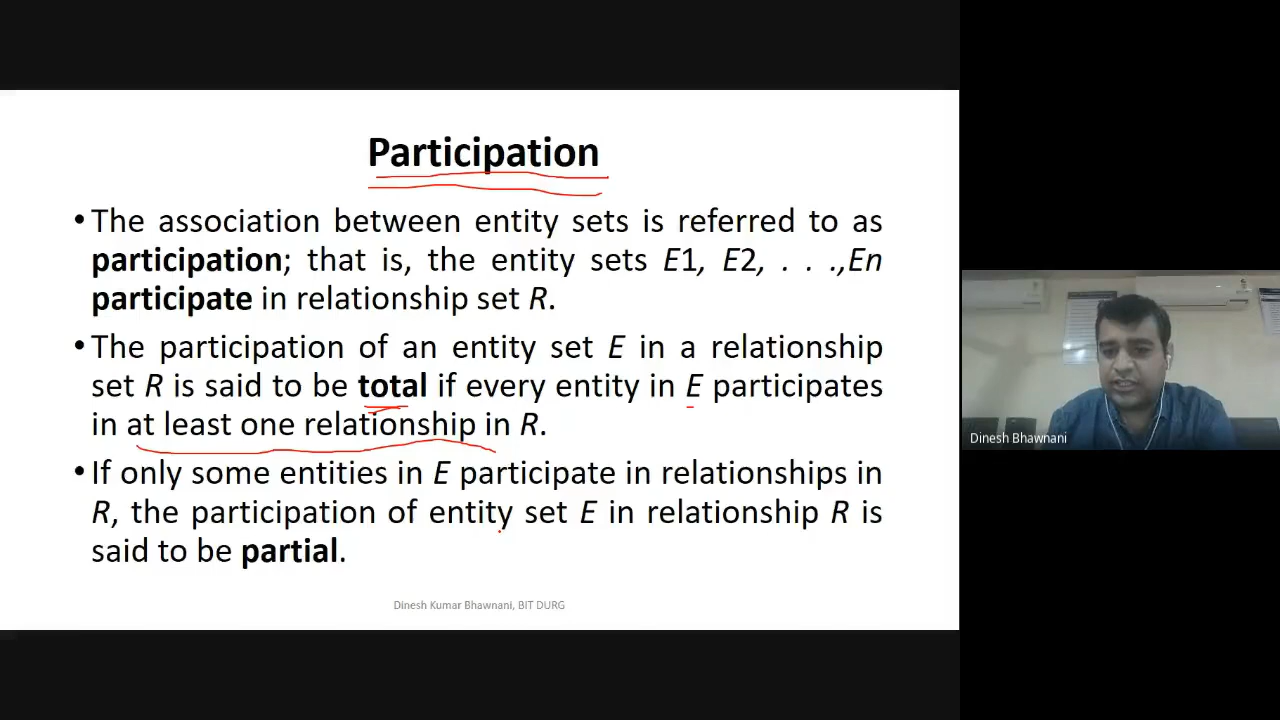 Participation
• The association between entity sets is referred to as
participation; that is, the entity sets E1, E2, . . .,En
participate in relationship set R.
• The participation of an entity set E in a relationship
set R is said to be total if every entity in E participates
in at least one relationship in R.
• If only some entities in E participate in relationships in
R, the participation of entity set E in relationship R is
said to be partial.
Dinesh Kumar Bhawnani, BIT DURG
Dinesh Bhawnani